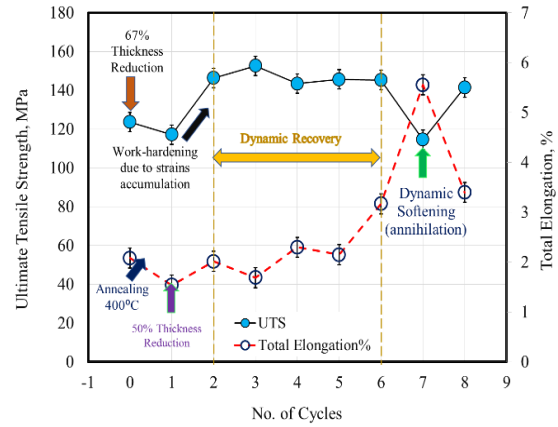 180
160
140
120
100
80
60
40
20
0
Ultimate Tensile Strength, MPa
7
6
5
4
3
2
1
0
Total Elongation, %
67%
Thickness
Reduction
Dynamic Recovery
Work-hardening
due to strains
accumulation
Dynamic
Softening
(annihilation)
Annealing
400⁰C
50% Thickness
Reduction
UTS
Total Elongation%
-1 0 1 2 3 4 5 6 7 8 9
No. of Cycles